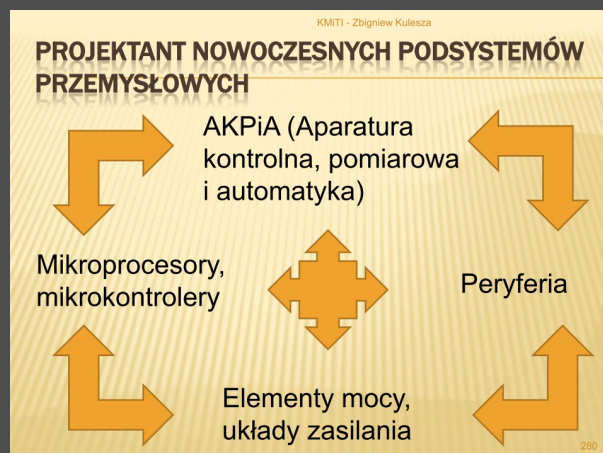 KMiTI - Zbigniew Kulesza
PROJEKTANT NOWOCZESNYCH PODSYSTEMÓW
PRZEMYSŁOWYCH
AKPiA (Aparatura
kontrolna, pomiarowa
i automatyka)
Mikroprocesory,
mikrokontrolery
Peryferia
Elementy mocy,
układy zasilania
280